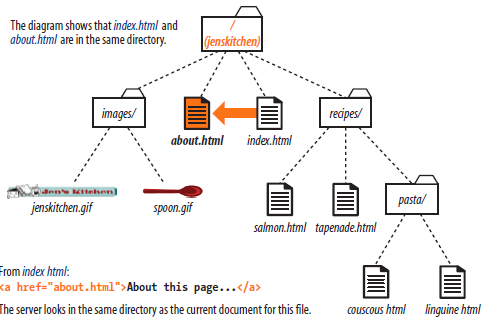 The diagram shows that index.html and
about.html are in the same directory.
/
(jenskitchen)
images/
about.html
index.html
recipes/
Jen's Kitchen
jenskitchen.gif
spoon.gif
salmon.html
tapenade.html
pasta/
couscous html
linguine html
From index html:
<a href="about.html">About this page...</a>
The server looks in the same directory as the current document for this file.